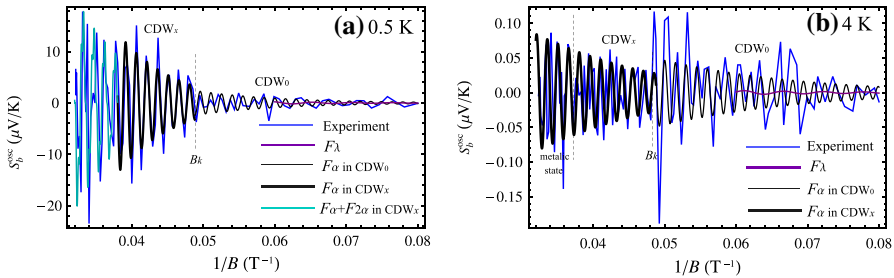 (a) 0.5 K
CDWx
CDW0
Bk
Experiment
Fλ
Fα in CDW0
Fα in CDWx
Fα+F2α in CDWx
10
0
−10
−20
S_b^osc (μV/K)
0.04 0.05 0.06 0.07 0.08
1/B (T⁻¹)
(b) 4 K
CDWx
CDW0
metallic
state
Bk
Experiment
Fλ
Fα in CDW0
Fα in CDWx
0.10
0.05
0.00
−0.05
−0.10
−0.15
S_b^osc (μV/K)
0.04 0.05 0.06 0.07 0.08
1/B (T⁻¹)